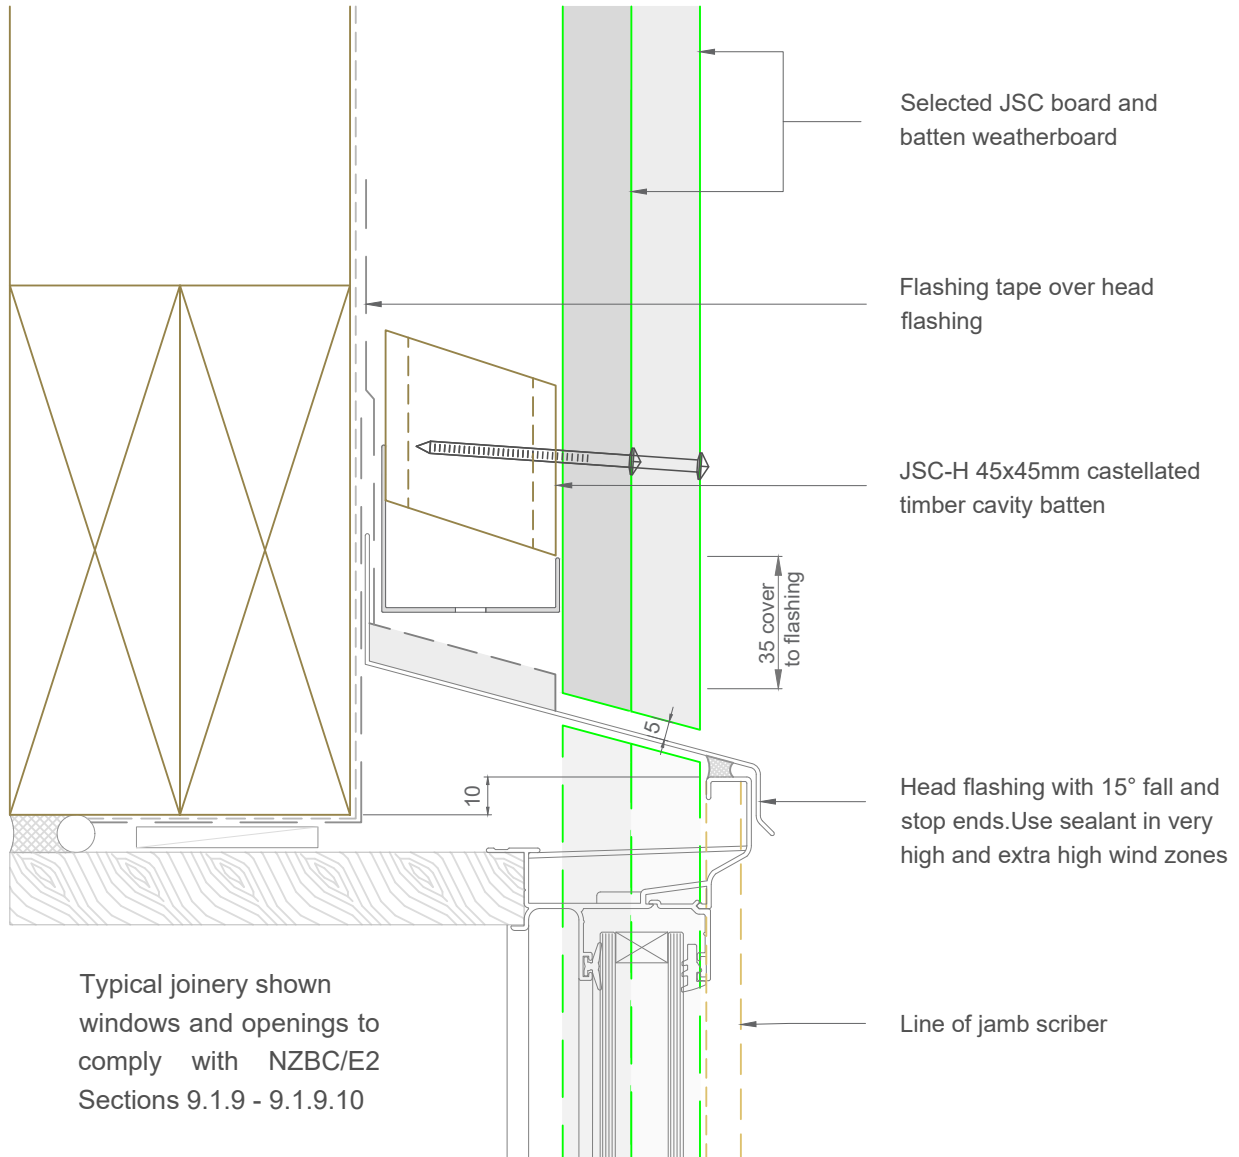 Selected JSC board and
batten weatherboard
Flashing tape over head
flashing
JSC-H 45x45mm castellated
timber cavity batten
35 cover
to flashing
5
10
Head flashing with 15° fall and
stop ends.Use sealant in very
high and extra high wind zones
Typical joinery shown
windows and openings to
comply with NZBC/E2
Sections 9.1.9 - 9.1.9.10
Line of jamb scriber